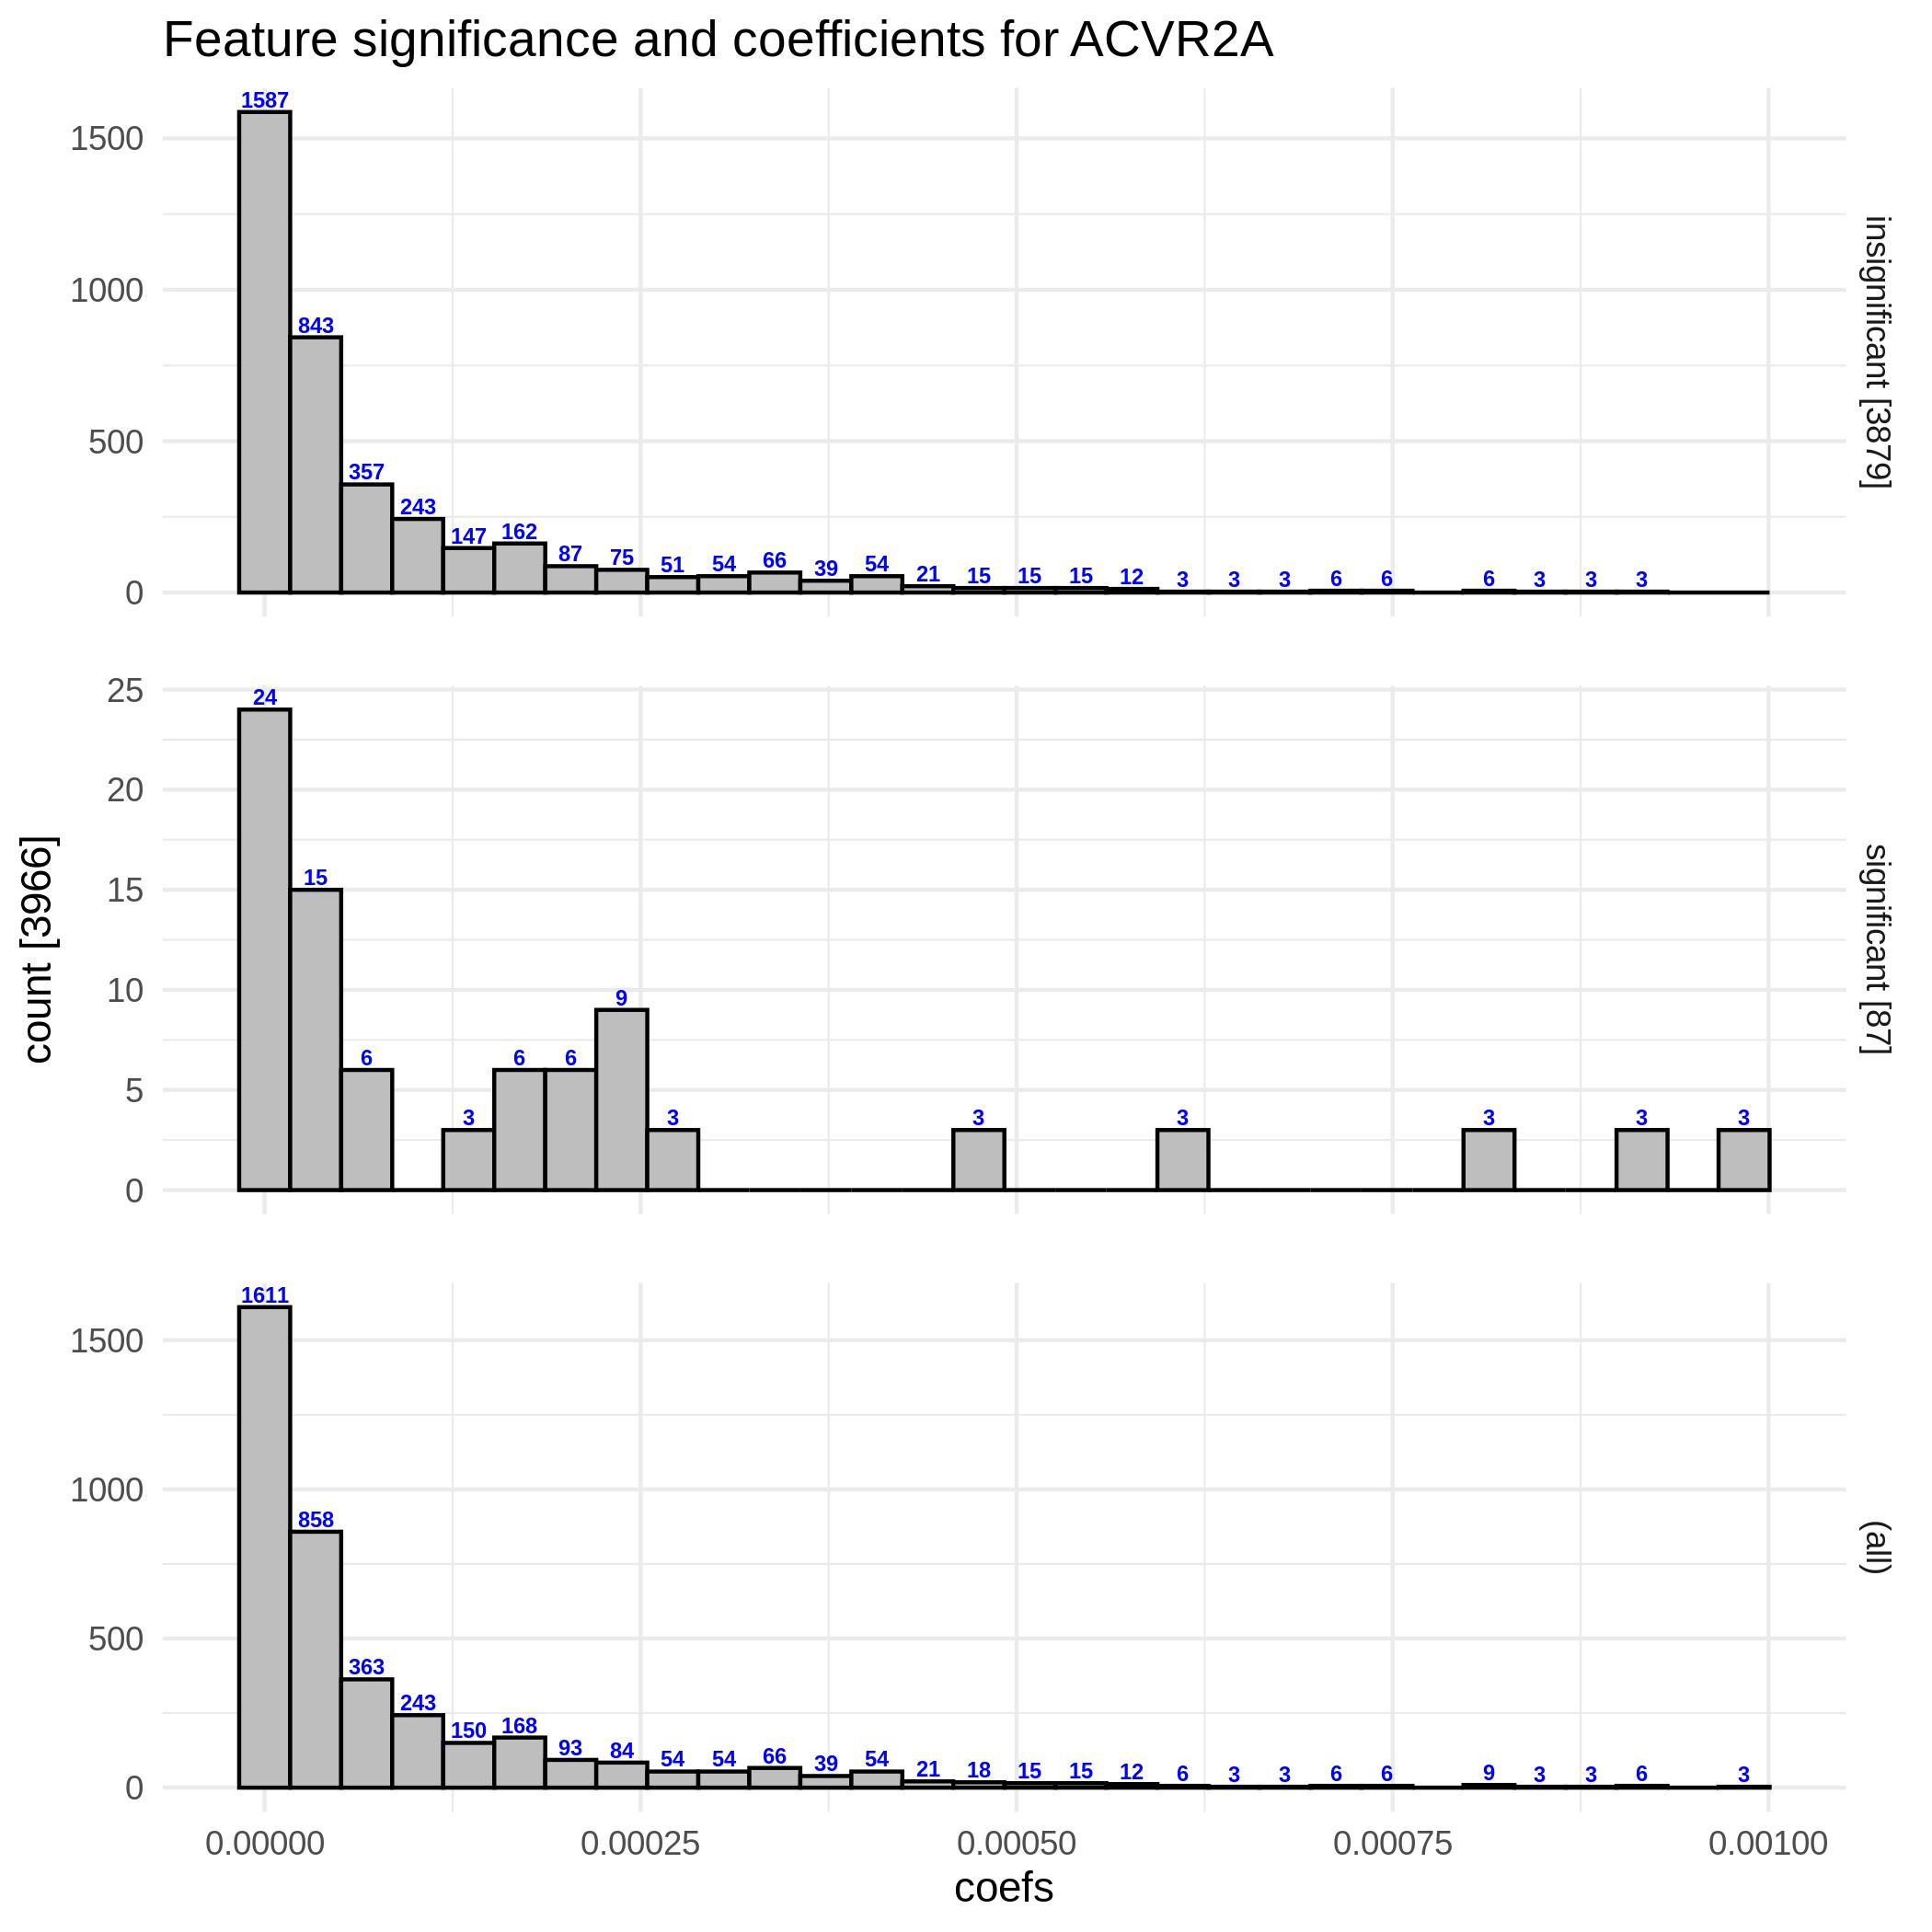 Feature significance and coefficients for ACVR2A
1587
1500
1000
843
500
357
243
147 162 87 75 51 54 66 39 54 21 15 15 15 12 3 3 3 6 6 6 3 3 3
0
insignificant [3879]
count [3966]
25
24
20
15
15
10
9
6 6 6
5
3 3 3 3 3 3 3
0
significant [87]
1611
1500
1000
858
500
363
243
150 168 93 84 54 54 66 39 54 21 18 15 15 12 6 3 3 6 6 9 3 3 6 3
0
(all)
0.00000 0.00025 0.00050 0.00075 0.00100
coefs